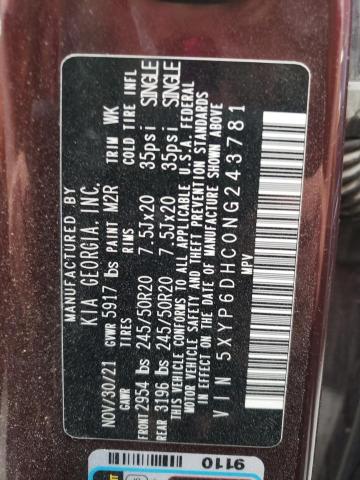 MANUFACTURED BY
KIA GEORGIA, INC.
NOV/30/21 GVWR 5917 lbs PAINT M2R TRIM WK
GAWR TIRES RIMS COLD TIRE INFL
FRONT 2954 lbs 245/50R20 7.5Jx20 35psi SINGLE
REAR 3196 lbs 245/50R20 7.5Jx20 35psi SINGLE
THIS VEHICLE CONFORMS TO ALL APPLICABLE U.S.A. FEDERAL
MOTOR VEHICLE SAFETY AND THEFT PREVENTION STANDARDS
IN EFFECT ON THE DATE OF MANUFACTURE SHOWN ABOVE
VIN 5XYP6DHC0NG243781
MPV
9110